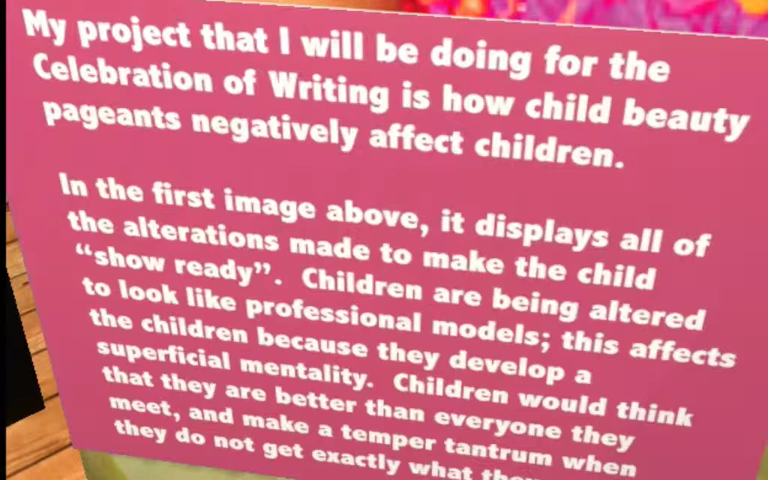 My project that I will be doing for the
Celebration of Writing is how child beauty
pageants negatively affect children.
In the first image above, it displays all of
the alterations made to make the child
“show ready”. Children are being altered
to look like professional models; this affects
the children because they develop a
superficial mentality. Children would think
that they are better than everyone they
meet, and make a temper tantrum when
they do not get exactly what they